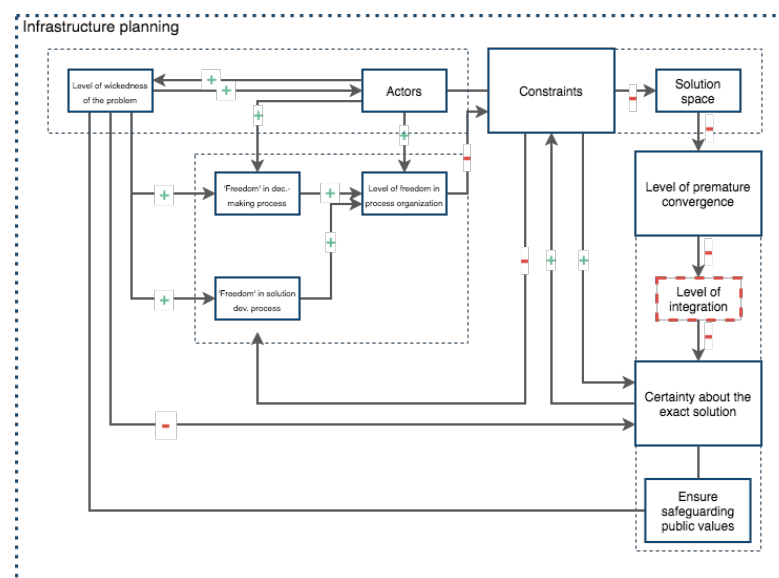 Infrastructure planning
Level of wickedness
of the problem
+
+
Actors
Constraints
-
Solution
space
+
+
-
-
'Freedom' in dec.-
making process
+
Level of freedom in
process organization
+
Level of premature
convergence
+
-
+
+
-
'Freedom' in solution
dev. process
+
Level of
integration
-
Certainty about the
exact solution
-
Ensure
safeguarding
public values